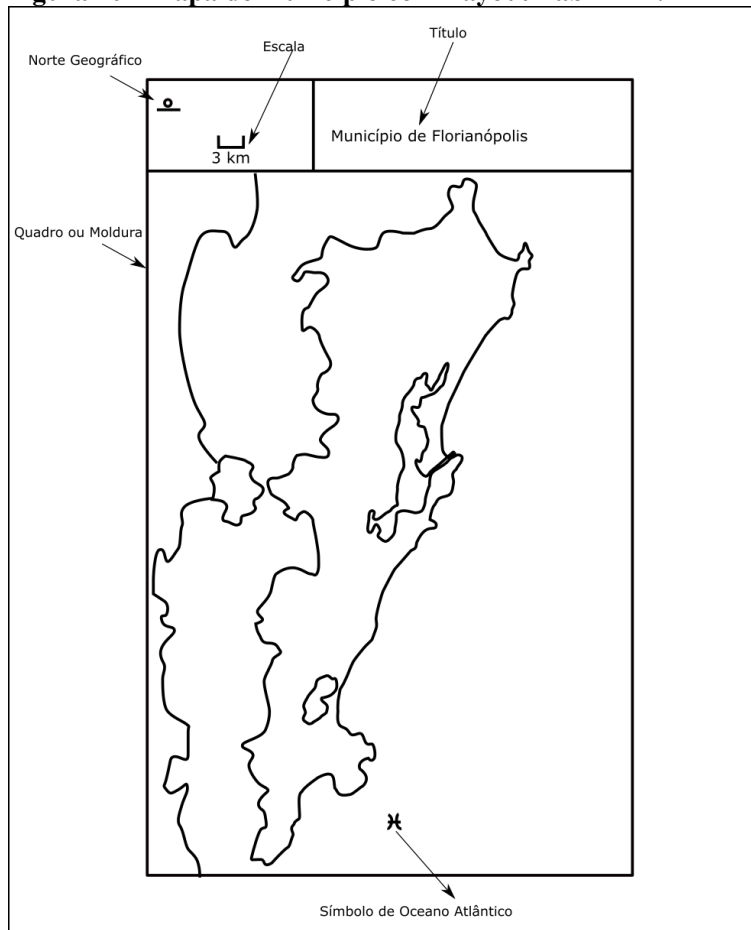 Título
Escala
Norte Geográfico
Município de Florianópolis
3 km
Quadro ou Moldura
Símbolo de Oceano Atlântico